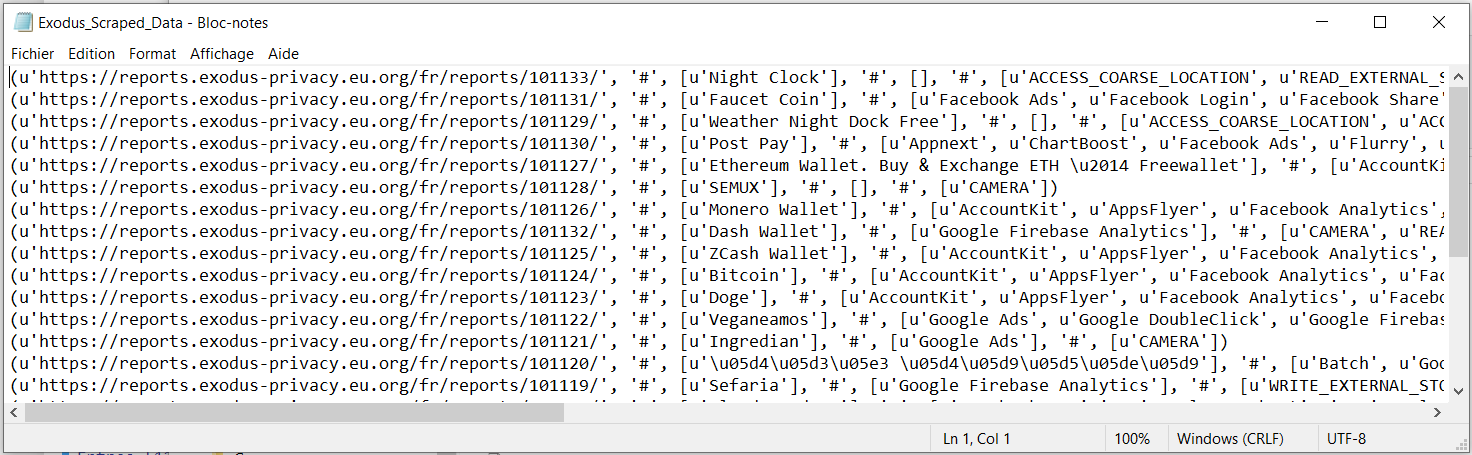 Exodus_Scraped_Data - Bloc-notes
Fichier Edition Format Affichage Aide
(u'https://reports.exodus-privacy.eu.org/fr/reports/101133/', '#', [u'Night Clock'], '#', [], '#', [u'ACCESS_COARSE_LOCATION', u'READ_EXTERNAL_S
(u'https://reports.exodus-privacy.eu.org/fr/reports/101131/', '#', [u'Faucet Coin'], '#', [u'Facebook Ads', u'Facebook Login', u'Facebook Share'
(u'https://reports.exodus-privacy.eu.org/fr/reports/101129/', '#', [u'Weather Night Dock Free'], '#', [], '#', [u'ACCESS_COARSE_LOCATION', u'ACC
(u'https://reports.exodus-privacy.eu.org/fr/reports/101130/', '#', [u'Post Pay'], '#', [u'Appnext', u'ChartBoost', u'Facebook Ads', u'Flurry', u
(u'https://reports.exodus-privacy.eu.org/fr/reports/101127/', '#', [u'Ethereum Wallet. Buy & Exchange ETH \u2014 Freewallet'], '#', [u'AccountKi
(u'https://reports.exodus-privacy.eu.org/fr/reports/101128/', '#', [u'SEMUX'], '#', [], '#', [u'CAMERA'])
(u'https://reports.exodus-privacy.eu.org/fr/reports/101126/', '#', [u'Monero Wallet'], '#', [u'AccountKit', u'AppsFlyer', u'Facebook Analytics',
(u'https://reports.exodus-privacy.eu.org/fr/reports/101132/', '#', [u'Dash Wallet'], '#', [u'Google Firebase Analytics'], '#', [u'CAMERA', u'REA
(u'https://reports.exodus-privacy.eu.org/fr/reports/101125/', '#', [u'ZCash Wallet'], '#', [u'AccountKit', u'AppsFlyer', u'Facebook Analytics',
(u'https://reports.exodus-privacy.eu.org/fr/reports/101124/', '#', [u'Bitcoin'], '#', [u'AccountKit', u'AppsFlyer', u'Facebook Analytics', u'Fac
(u'https://reports.exodus-privacy.eu.org/fr/reports/101123/', '#', [u'Doge'], '#', [u'AccountKit', u'AppsFlyer', u'Facebook Analytics', u'Facebo
(u'https://reports.exodus-privacy.eu.org/fr/reports/101122/', '#', [u'Veganeamos'], '#', [u'Google Ads', u'Google DoubleClick', u'Google Firebas
(u'https://reports.exodus-privacy.eu.org/fr/reports/101121/', '#', [u'Ingredian'], '#', [u'Google Ads'], '#', [u'CAMERA'])
(u'https://reports.exodus-privacy.eu.org/fr/reports/101120/', '#', [u'\u05d4\u05d3\u05e3 \u05d4\u05d9\u05d5\u05de\u05d9'], '#', [u'Batch', u'Goo
(u'https://reports.exodus-privacy.eu.org/fr/reports/101119/', '#', [u'Sefaria'], '#', [u'Google Firebase Analytics'], '#', [u'WRITE_EXTERNAL_STO
Ln 1, Col 1 100% Windows (CRLF) UTF-8